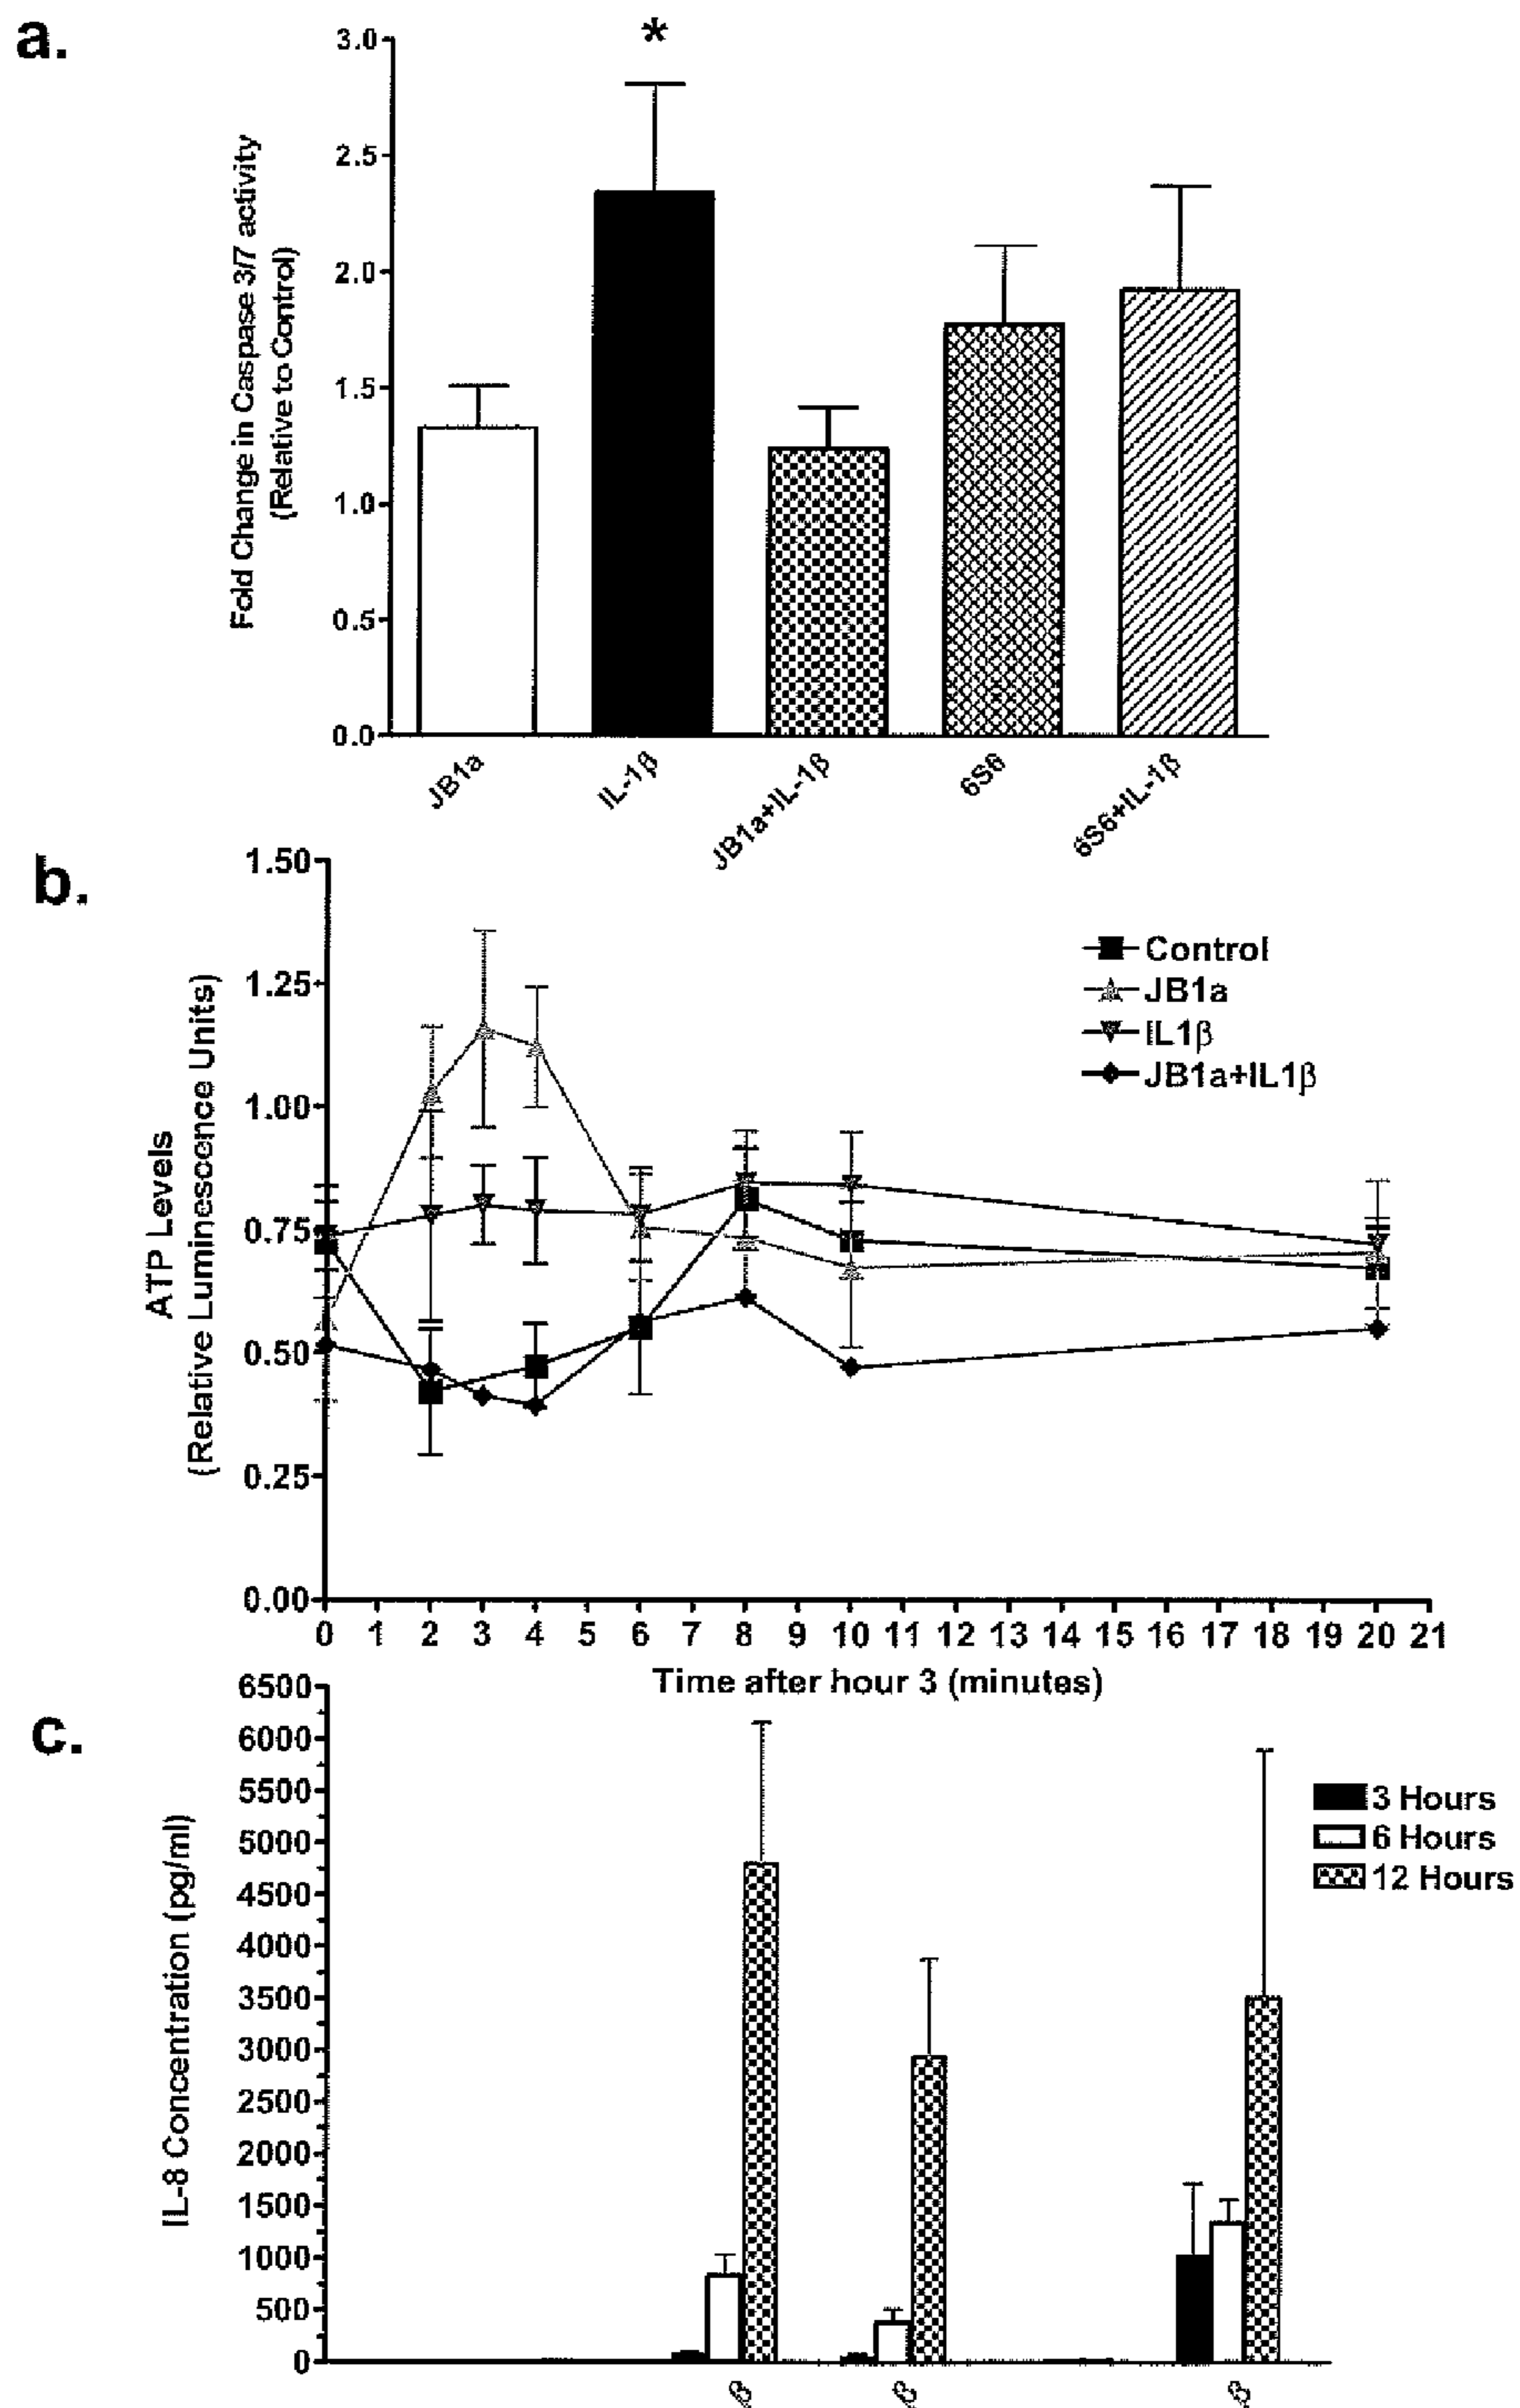 a.
3.0
*
2.5
2.0
1.5
1.0
0.5
0.0
Fold Change in Caspase 3/7 activity
(Relative to Control)
JB1a
IL-1β
JB1a+IL-1β
6S6
6S6+IL-1β
b.
1.50
1.25
1.00
0.75
0.50
0.25
0.00
ATP Levels
(Relative Luminescence Units)
Control
JB1a
IL1β
JB1a+IL1β
0 1 2 3 4 5 6 7 8 9 10 11 12 13 14 15 16 17 18 19 20 21
Time after hour 3 (minutes)
c.
6500
6000
5500
5000
4500
4000
3500
3000
2500
2000
1500
1000
500
0
IL-8 Concentration (pg/ml)
3 Hours
6 Hours
12 Hours
β
β
β